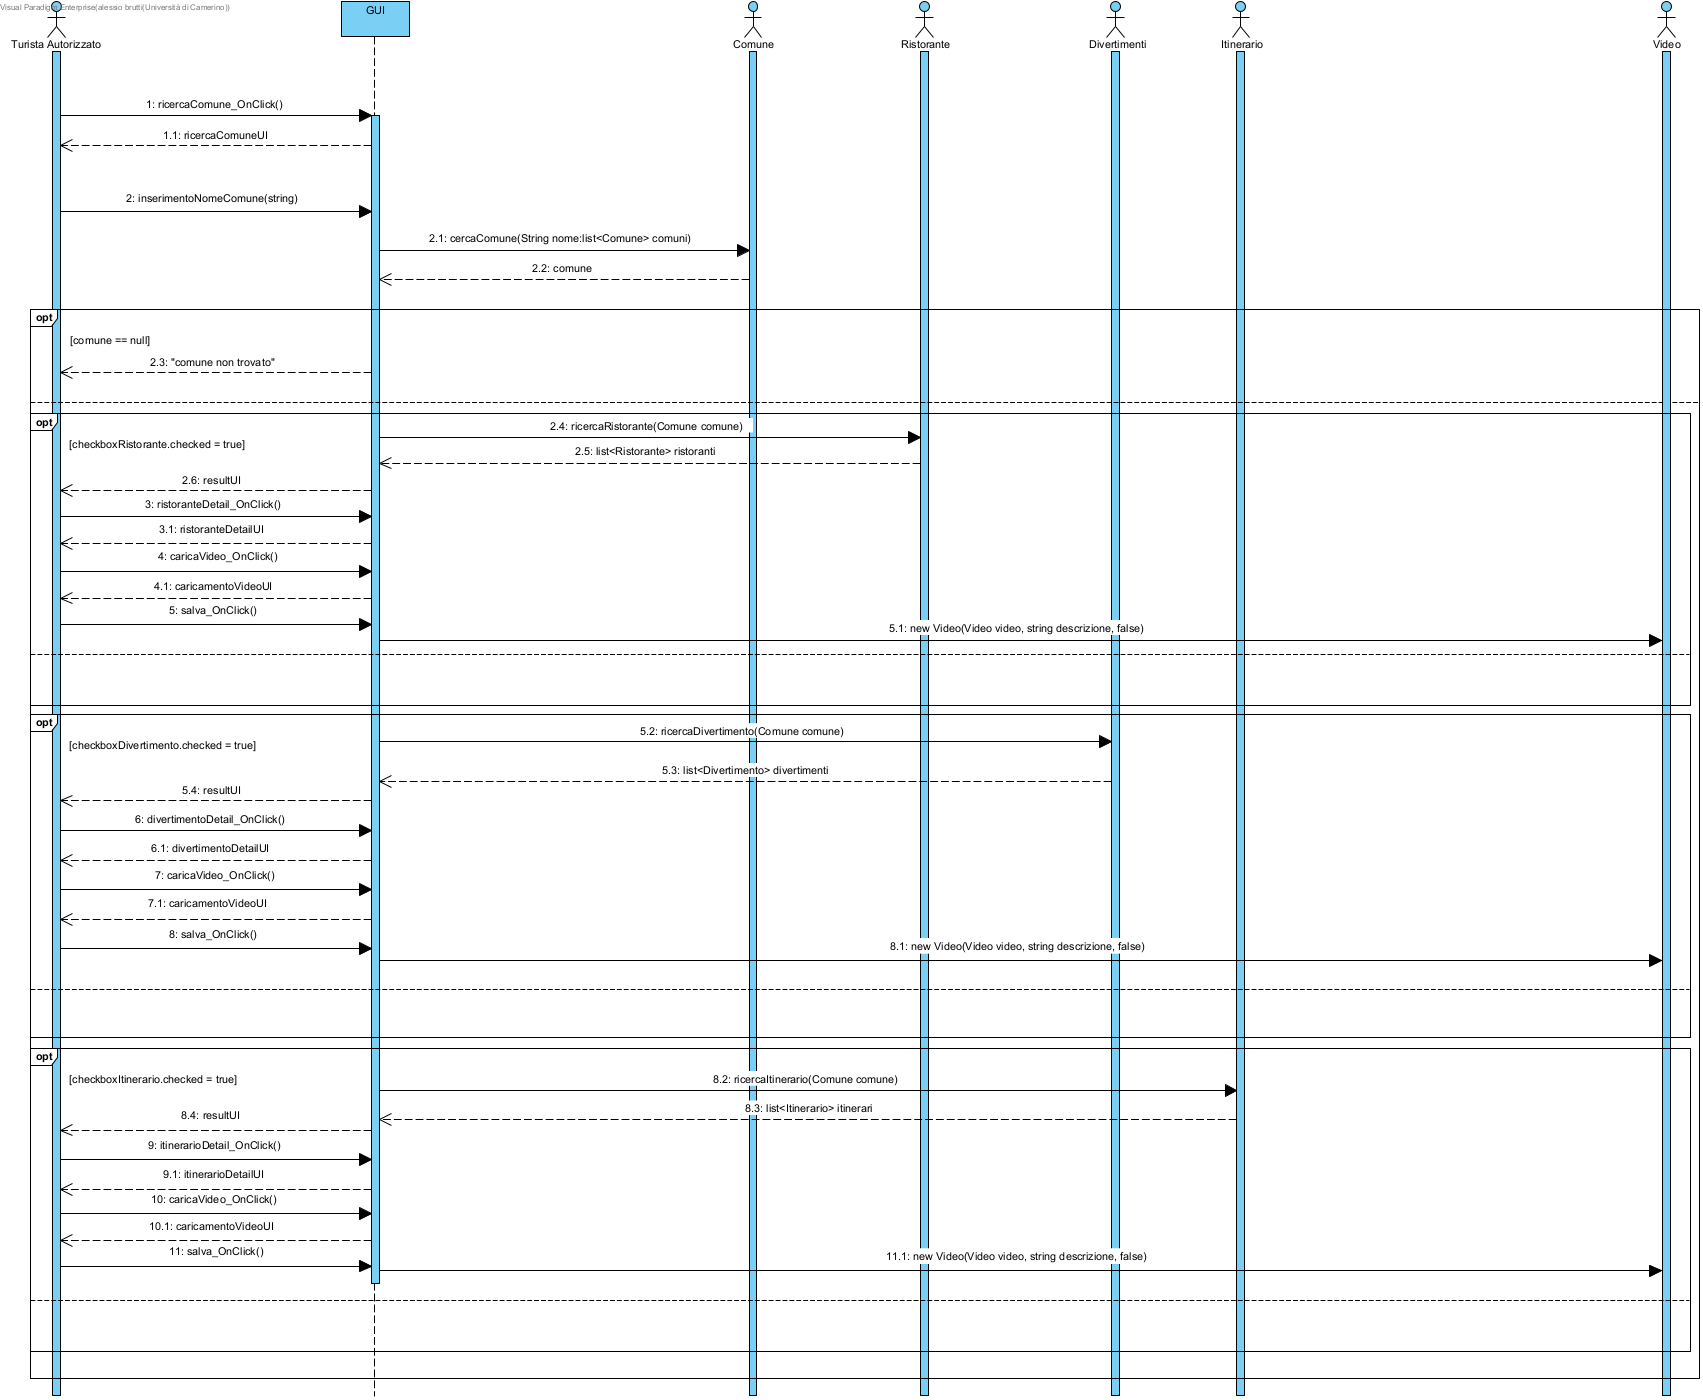 Visual Paradigm Enterprise(alessio brutti(Università di Camerino))
GUI
Turista Autorizzato
Comune
Ristorante
Divertimenti
Itinerario
Video
1: ricercaComune_OnClick()
1.1: ricercaComuneUI
2: inserimentoNomeComune(string)
2.1: cercaComune(String nome:list<Comune> comuni)
2.2: comune
opt
[comune == null]
2.3: "comune non trovato"
opt
[checkboxRistorante.checked = true]
2.4: ricercaRistorante(Comune comune)
2.5: list<Ristorante> ristoranti
2.6: resultUI
3: ristoranteDetail_OnClick()
3.1: ristoranteDetailUI
4: caricaVideo_OnClick()
4.1: caricamentoVideoUI
5: salva_OnClick()
5.1: new Video(Video video, string descrizione, false)
opt
[checkboxDivertimento.checked = true]
5.2: ricercaDivertimento(Comune comune)
5.3: list<Divertimento> divertimenti
5.4: resultUI
6: divertimentoDetail_OnClick()
6.1: divertimentoDetailUI
7: caricaVideo_OnClick()
7.1: caricamentoVideoUI
8: salva_OnClick()
8.1: new Video(Video video, string descrizione, false)
opt
[checkboxItinerario.checked = true]
8.2: ricercaItinerario(Comune comune)
8.3: list<Itinerario> itinerari
8.4: resultUI
9: itinerarioDetail_OnClick()
9.1: itinerarioDetailUI
10: caricaVideo_OnClick()
10.1: caricamentoVideoUI
11: salva_OnClick()
11.1: new Video(Video video, string descrizione, false)